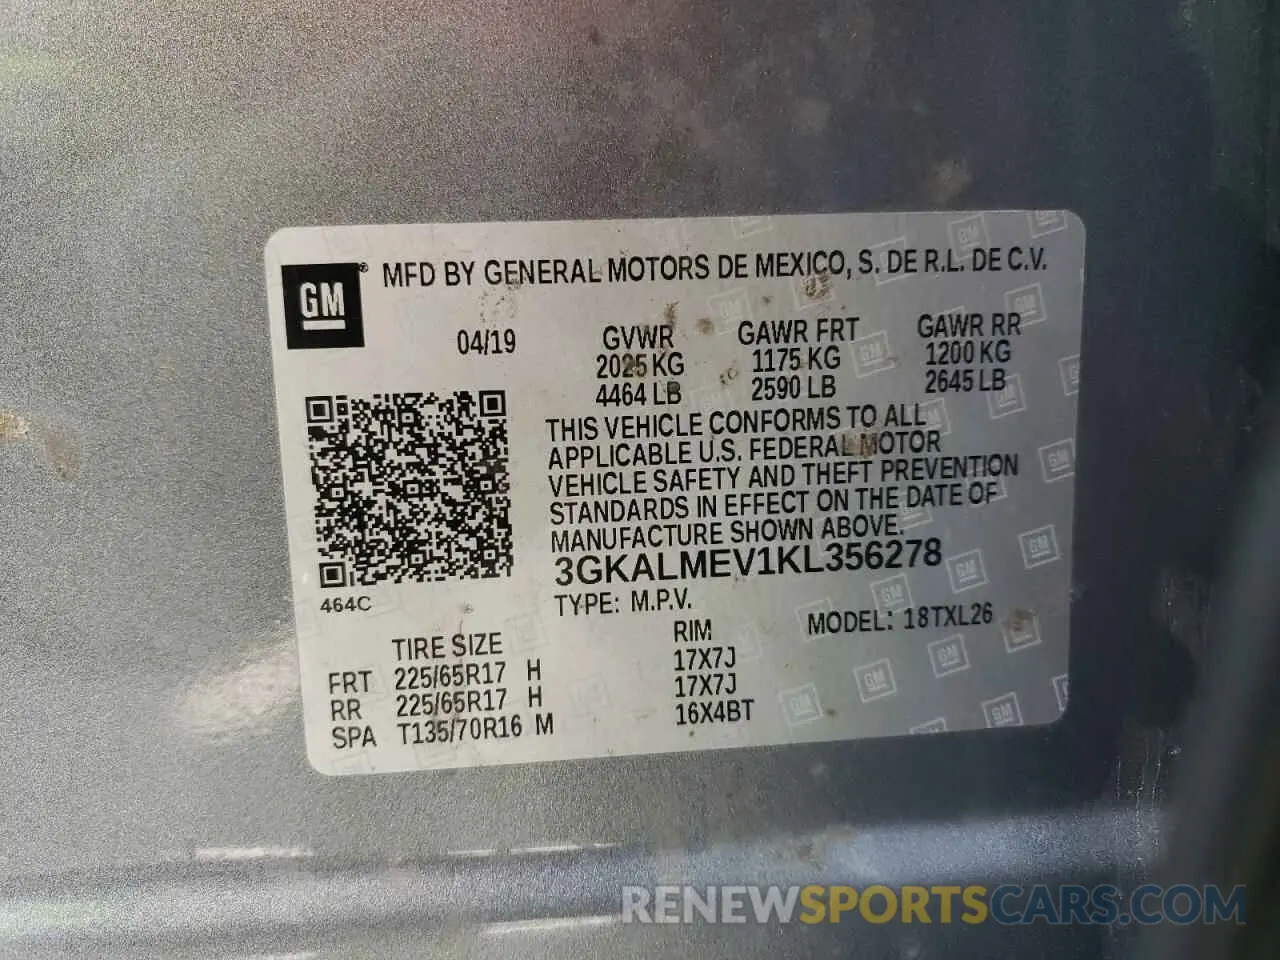 GM® MFD BY GENERAL MOTORS DE MEXICO, S. DE R.L. DE C.V.
04/19 GVWR GAWR FRT GAWR RR
2025 KG 1175 KG 1200 KG
4464 LB 2590 LB 2645 LB
THIS VEHICLE CONFORMS TO ALL
APPLICABLE U.S. FEDERAL MOTOR
VEHICLE SAFETY AND THEFT PREVENTION
STANDARDS IN EFFECT ON THE DATE OF
MANUFACTURE SHOWN ABOVE.
3GKALMEV1KL356278
464C
TYPE: M.P.V. MODEL: 18TXL26
TIRE SIZE RIM
FRT 225/65R17 H 17X7J
RR 225/65R17 H 17X7J
SPA T135/70R16 M 16X4BT
RENEWSPORTSCARS.COM